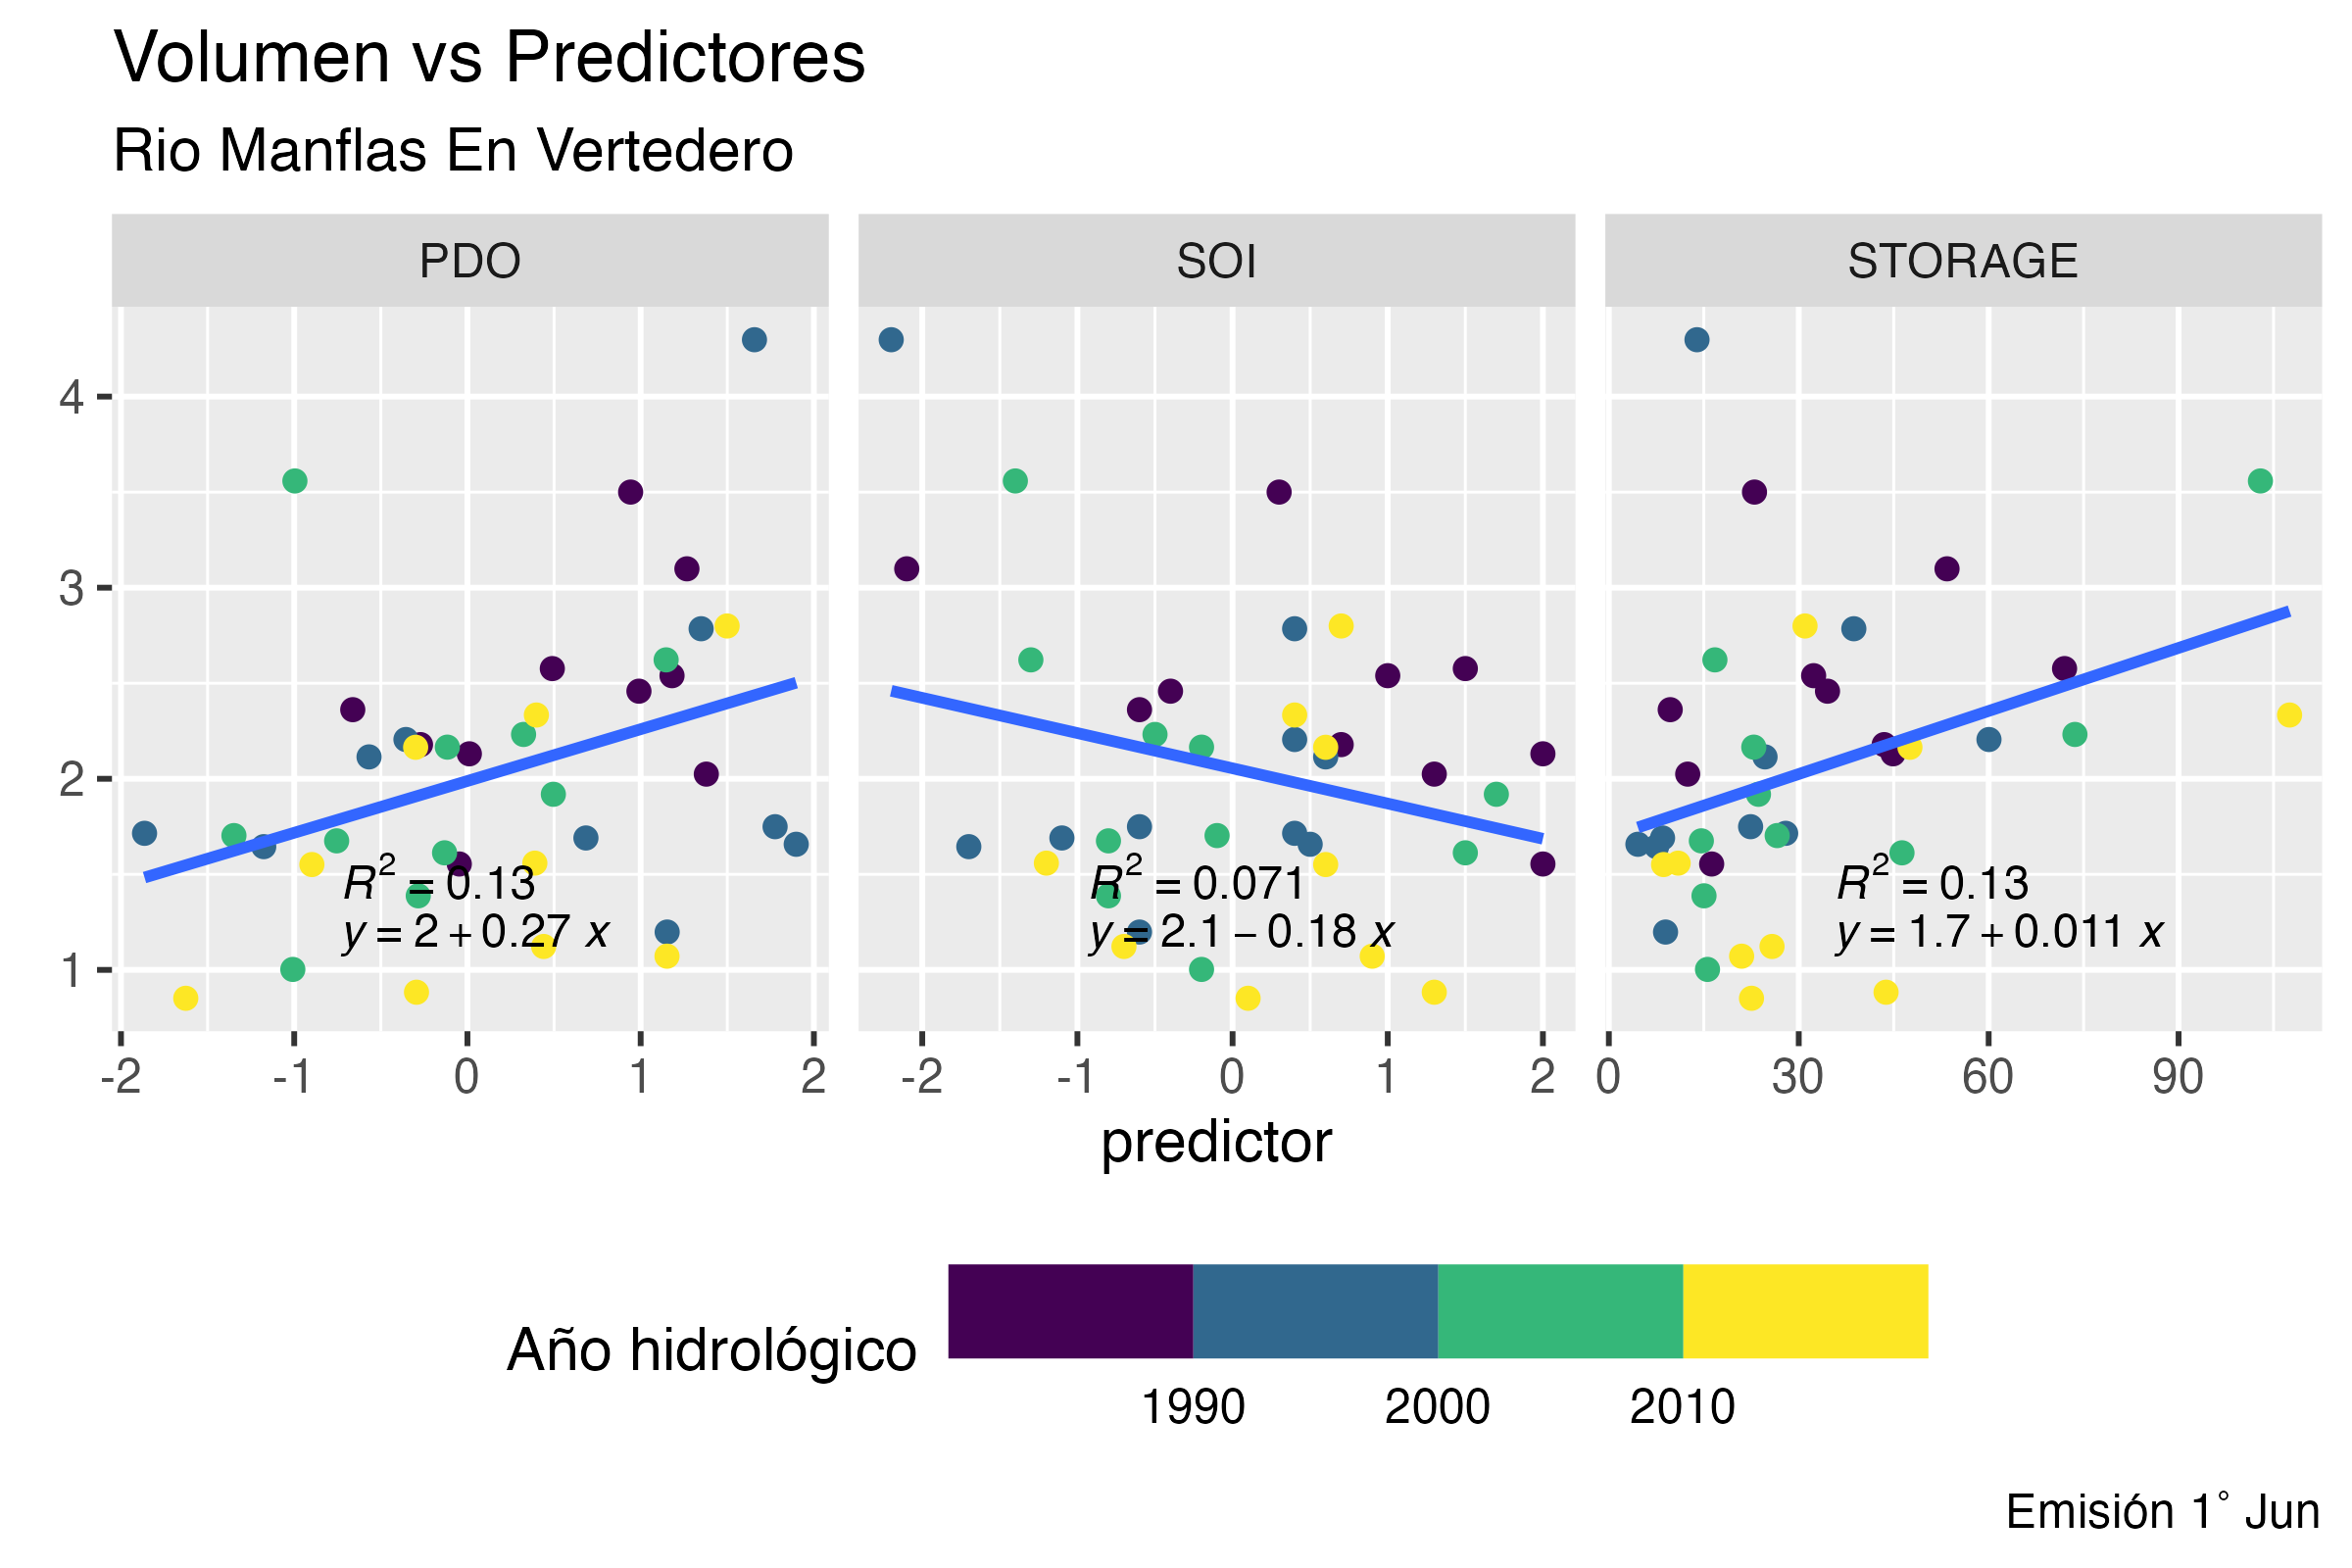 Volumen vs Predictores
Rio Manflas En Vertedero
PDO SOI STORAGE
4
3
2
1
R² = 0.13
y = 2 + 0.27 x
R² = 0.071
y = 2.1 − 0.18 x
R² = 0.13
y = 1.7 + 0.011 x
-2 -1 0 1 2 -2 -1 0 1 2 0 30 60 90
predictor
Año hidrológico
1990 2000 2010
Emisión 1° Jun